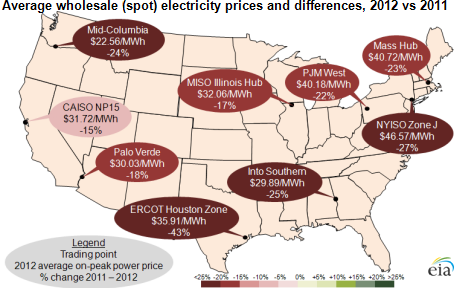 Average wholesale (spot) electricity prices and differences, 2012 vs 2011
Mid-Columbia
$22.56/MWh
-24%
Mass Hub
$40.72/MWh
-23%
MISO Illinois Hub
$32.06/MWh
-17%
PJM West
$40.18/MWh
-22%
CAISO NP15
$31.72/MWh
-15%
NYISO Zone J
$46.57/MWh
-27%
Palo Verde
$30.03/MWh
-18%
Into Southern
$29.89/MWh
-25%
ERCOT Houston Zone
$35.91/MWh
-43%
Legend
Trading point
2012 average on-peak power price
% change 2011 – 2012
<25% -20% -15% -10% -5% 0% 5% 10% 15% 20% >25%
eia